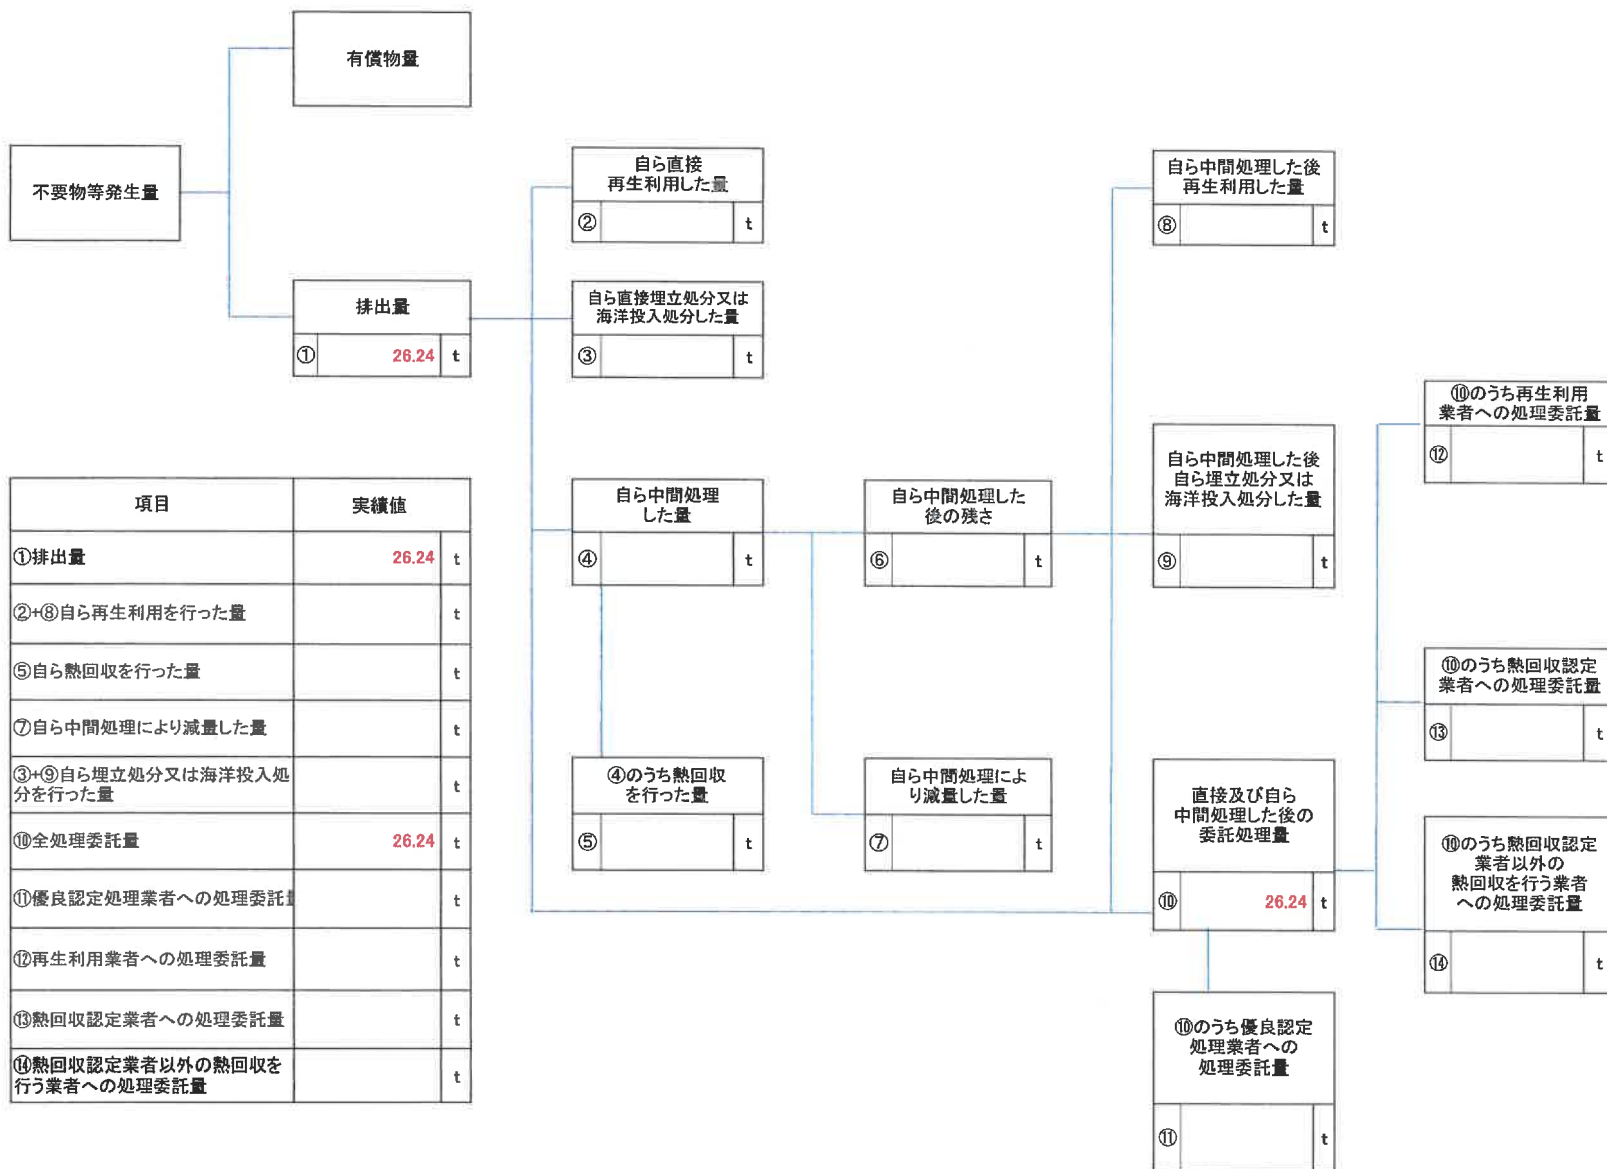 有償物量
不要物等発生量
排出量
① 26.24 t
自ら直接
再生利用した量
② t
自ら直接埋立処分又は
海洋投入処分した量
③ t
自ら中間処理
した量
④ t
④のうち熱回収
を行った量
⑤ t
自ら中間処理した
後の残さ
⑥ t
自ら中間処理によ
り減量した量
⑦ t
自ら中間処理した後
再生利用した量
⑧ t
自ら中間処理した後
自ら埋立処分又は
海洋投入処分した量
⑨ t
直接及び自ら
中間処理した後の
委託処理量
⑩ 26.24 t
⑩のうち優良認定
処理業者への
処理委託量
⑪ t
⑩のうち再生利用
業者への処理委託量
⑫ t
⑩のうち熱回収認定
業者への処理委託量
⑬ t
⑩のうち熱回収認定
業者以外の
熱回収を行う業者
への処理委託量
⑭ t
項目 実績値
①排出量 26.24 t
②+⑧自ら再生利用を行った量 t
⑤自ら熱回収を行った量 t
⑦自ら中間処理により減量した量 t
③+⑨自ら埋立処分又は海洋投入処
分を行った量 t
⑩全処理委託量 26.24 t
⑪優良認定処理業者への処理委託量 t
⑫再生利用業者への処理委託量 t
⑬熱回収認定業者への処理委託量 t
⑭熱回収認定業者以外の熱回収を
行う業者への処理委託量 t